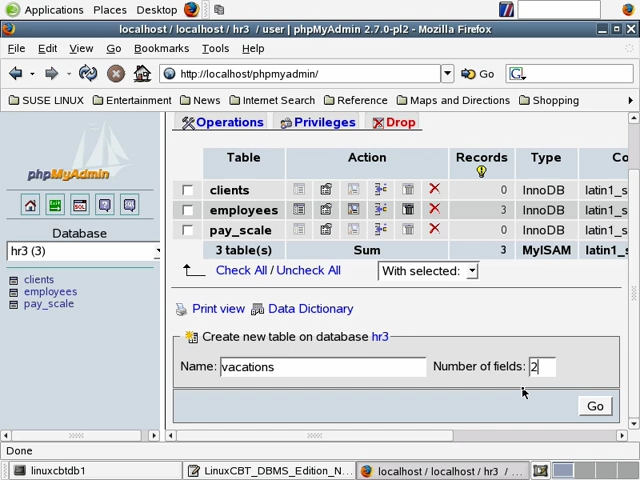 Applications Places Desktop
localhost / localhost / hr3 / user | phpMyAdmin 2.7.0-pl2 - Mozilla Firefox
File Edit View Go Bookmarks Tools Help
http://localhost/phpmyadmin/ Go G
SUSE LINUX Entertainment News Internet Search Reference Maps and Directions Shopping
phpMyAdmin
SQL
Database
hr3 (3)
clients
employees
pay_scale
Operations Privileges Drop
Table Action Records Type Co
clients 0 InnoDB latin1_s
employees 3 InnoDB latin1_s
pay_scale 0 InnoDB latin1_s
3 table(s) Sum 3 MyISAM latin1_s
Check All / Uncheck All With selected:
Print view Data Dictionary
Create new table on database hr3
Name: vacations Number of fields: 2
Go
Done
linuxcbtdb1 LinuxCBT_DBMS_Edition_N... localhost / localhost / hr3 / ...